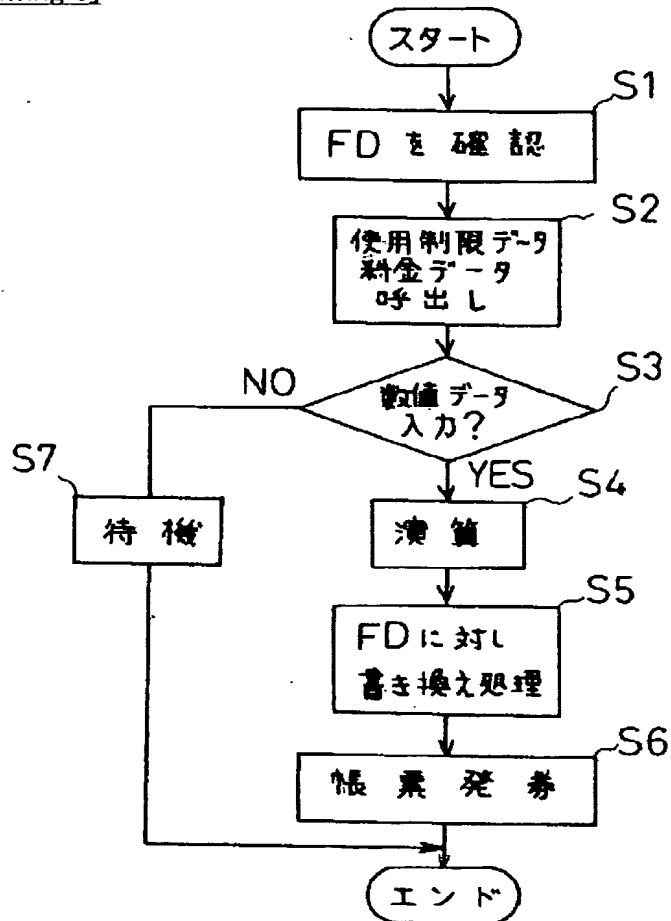 スタート
S1
FDを確認
S2
使用制限データ
料金データ
呼出し
S3
数値データ
入力?
NO
YES
S7
待機
S4
演算
S5
FDに対し
書き換え処理
S6
帳票発券
エンド